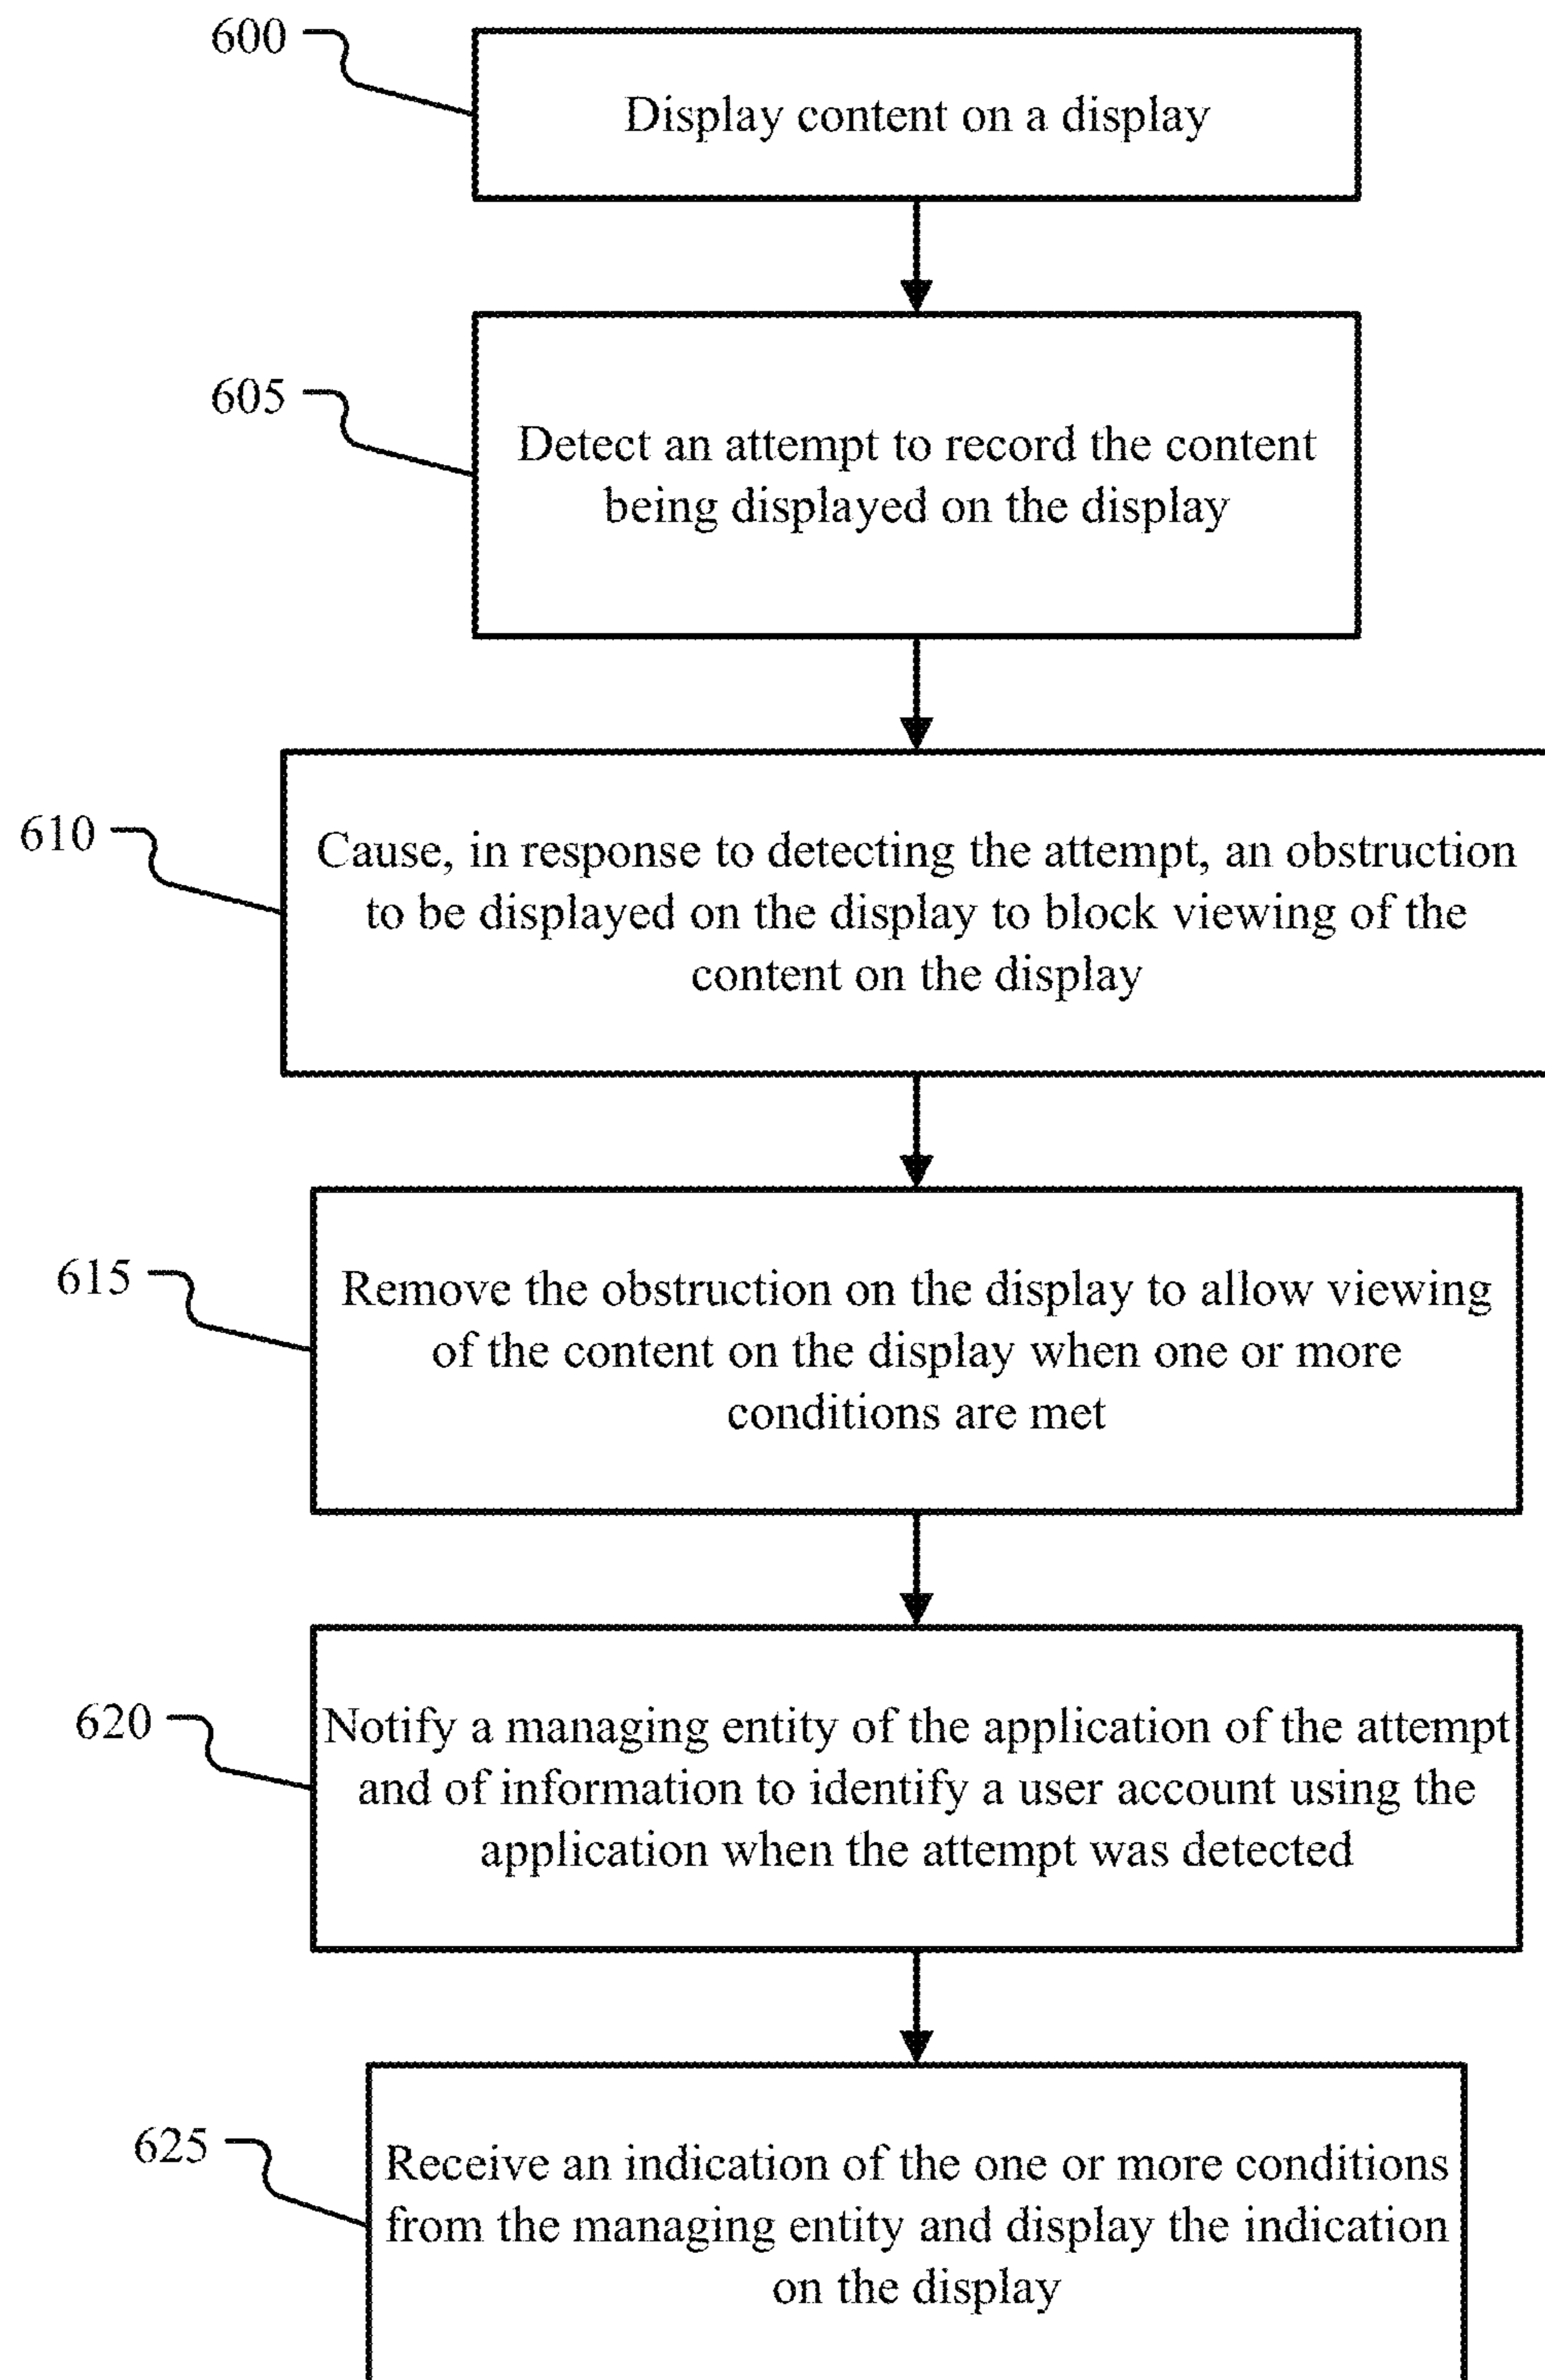 600
Display content on a display
605
Detect an attempt to record the content
being displayed on the display
610
Cause, in response to detecting the attempt, an obstruction
to be displayed on the display to block viewing of the
content on the display
615
Remove the obstruction on the display to allow viewing
of the content on the display when one or more
conditions are met
620
Notify a managing entity of the application of the attempt
and of information to identify a user account using the
application when the attempt was detected
625
Receive an indication of the one or more conditions
from the managing entity and display the indication
on the display